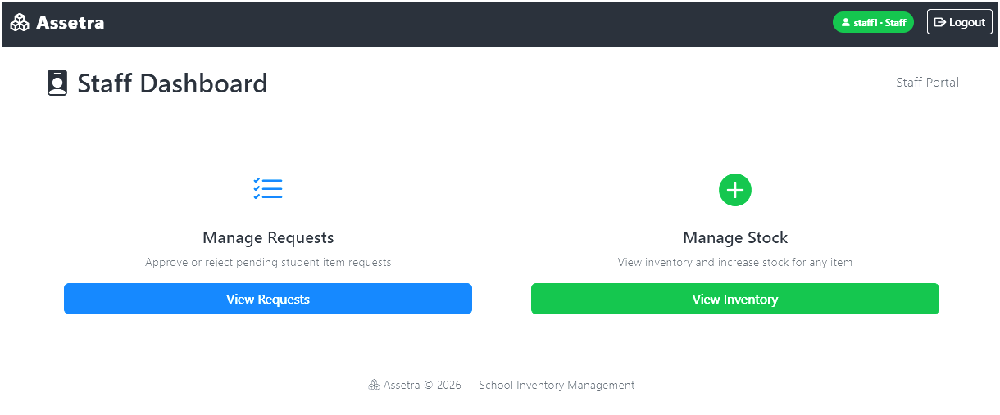 Assetra
staff1 · Staff
Logout
Staff Dashboard
Staff Portal
Manage Requests
Approve or reject pending student item requests
View Requests
Manage Stock
View inventory and increase stock for any item
View Inventory
Assetra © 2026 — School Inventory Management